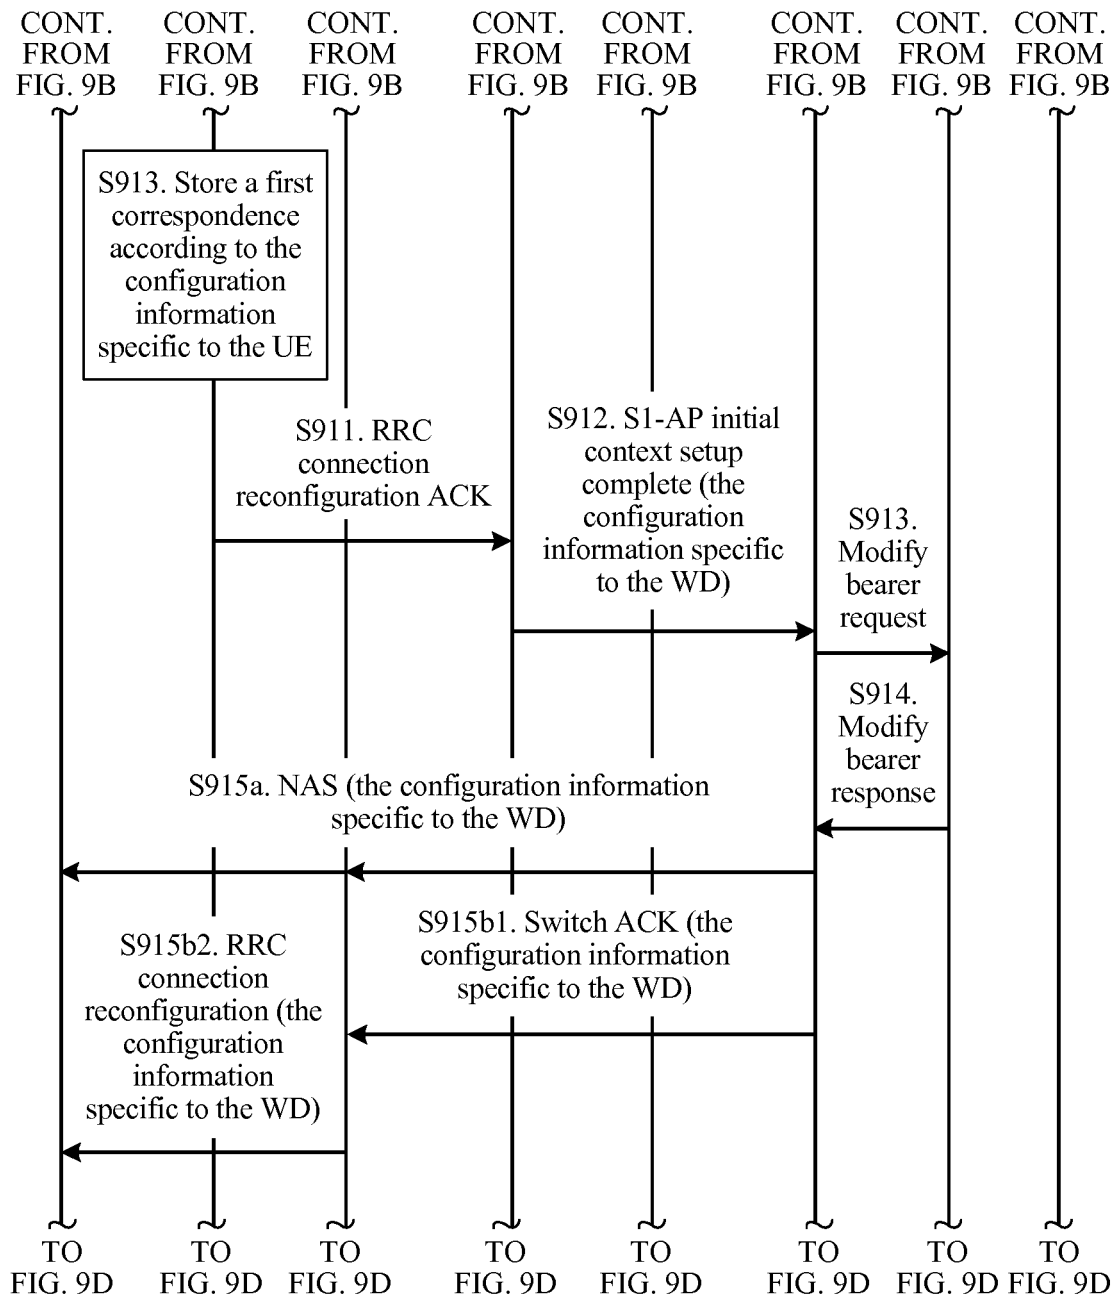 CONT. CONT. CONT. CONT. CONT. CONT. CONT. CONT.
FROM FROM FROM FROM FROM FROM FROM FROM
FIG. 9B FIG. 9B FIG. 9B FIG. 9B FIG. 9B FIG. 9B FIG. 9B FIG. 9B
S913. Store a first
correspondence
according to the
configuration
information
specific to the UE
S911. RRC
connection
reconfiguration ACK
S912. S1-AP initial
context setup
complete (the
configuration
information specific
to the WD)
S913.
Modify
bearer
request
S914.
Modify
bearer
response
S915a. NAS (the configuration information
specific to the WD)
S915b1. Switch ACK (the
configuration information
specific to the WD)
S915b2. RRC
connection
reconfiguration (the
configuration
information
specific to the WD)
TO TO TO TO TO TO TO TO
FIG. 9D FIG. 9D FIG. 9D FIG. 9D FIG. 9D FIG. 9D FIG. 9D FIG. 9D